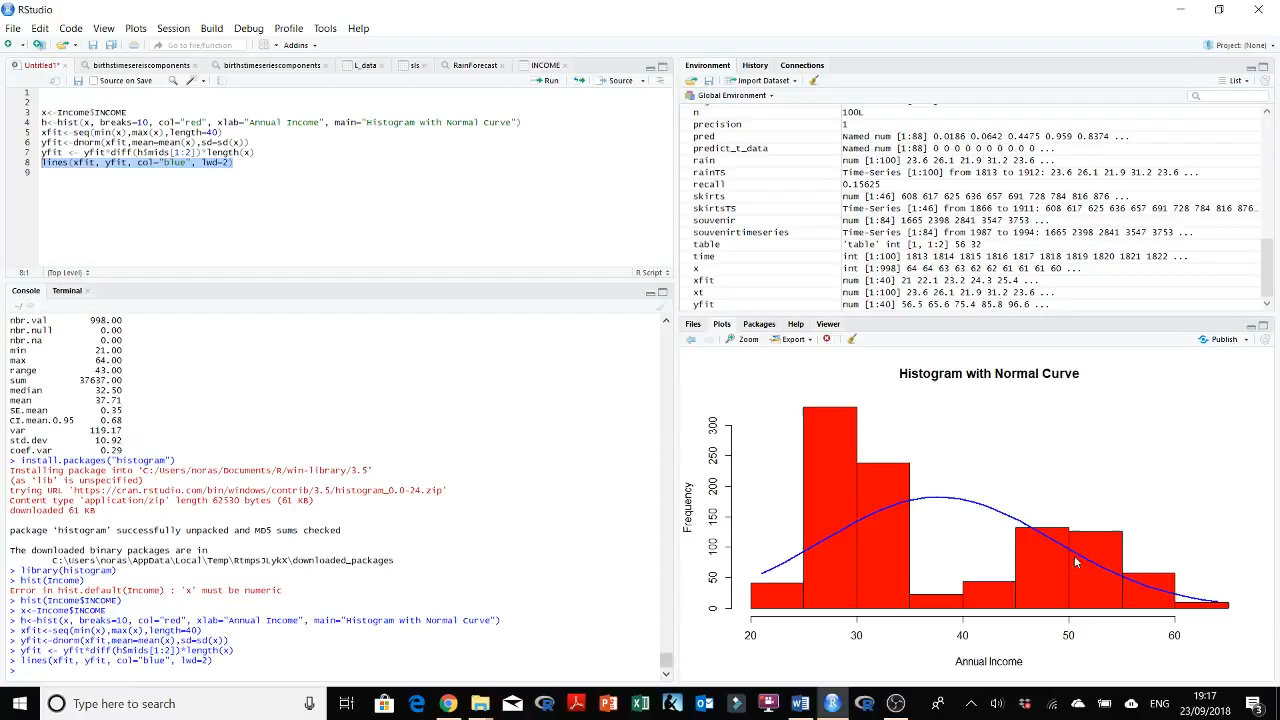 RStudio
File Edit Code View Plots Session Build Debug Profile Tools Help
Go to file/function Addins Project: (None)
Untitled1* birthstimesereiscomponents birthstimeseriescomponents L_data sls RainForecast INCOME
Source on Save Run Source
1
2
3 x<-Income$INCOME
4 h<-hist(x, breaks=10, col="red", xlab="Annual Income", main="Histogram with Normal Curve")
5 xfit<-seq(min(x),max(x),length=40)
6 yfit<-dnorm(xfit,mean=mean(x),sd=sd(x))
7 yfit <- yfit*diff(h$mids[1:2])*length(x)
8 lines(xfit, yfit, col="blue", lwd=2)
9
8:1 (Top Level) R Script
Console Terminal
~/
nbr.val 998.00
nbr.null 0.00
nbr.na 0.00
min 21.00
max 64.00
range 43.00
sum 37637.00
median 32.50
mean 37.71
SE.mean 0.35
CI.mean.0.95 0.68
var 119.17
std.dev 10.92
coef.var 0.29
> install.packages("histogram")
Installing package into 'C:/Users/noras/Documents/R/win-library/3.5'
(as 'lib' is unspecified)
trying URL 'https://cran.rstudio.com/bin/windows/contrib/3.5/histogram_0.0-24.zip'
Content type 'application/zip' length 62530 bytes (61 KB)
downloaded 61 KB
package 'histogram' successfully unpacked and MD5 sums checked
The downloaded binary packages are in
C:\Users\noras\AppData\Local\Temp\RtmpsJLykX\downloaded_packages
> library(histogram)
> hist(Income)
Error in hist.default(Income) : 'x' must be numeric
> hist(Income$INCOME)
> x<-Income$INCOME
> h<-hist(x, breaks=10, col="red", xlab="Annual Income", main="Histogram with Normal Curve")
> xfit<-seq(min(x),max(x),length=40)
> yfit<-dnorm(xfit,mean=mean(x),sd=sd(x))
> yfit <- yfit*diff(h$mids[1:2])*length(x)
> lines(xfit, yfit, col="blue", lwd=2)
>
Environment History Connections
Import Dataset List
Global Environment
n 100L
precision 1
pred Named num [1:88] 0.0186 0.0642 0.4475 0.959 0.8374 ...
predict_t_data Named num [1:88] 0 0 0 0 0 0 0 0 0 0 ...
rain num [1:100] 23.6 26.1 21.9 31.2 23.6 ...
rainTS Time-Series [1:100] from 1813 to 1912: 23.6 26.1 21.9 31.2 23.6 ...
recall 0.15625
skirts num [1:46] 608 617 625 636 657 691 728 784 816 876 ...
skirtsTS Time-Series [1:46] from 1866 to 1911: 608 617 625 636 657 691 728 784 816 876...
souvenir num [1:84] 1665 2398 2841 3547 3753 ...
souvenirtimeseries Time-Series [1:84] from 1987 to 1994: 1665 2398 2841 3547 3753 ...
table 'table' int [1, 1:2] 56 32
time int [1:100] 1813 1814 1815 1816 1817 1818 1819 1820 1821 1822 ...
x int [1:998] 64 64 63 63 62 62 61 61 61 60 ...
xfit num [1:40] 21 22.1 23.2 24.3 25.4 ...
xt num [1:100] 23.6 26.1 21.9 31.2 23.6 ...
yfit num [1:40] 56.5 65.6 75.4 85.8 96.6 ...
Files Plots Packages Help Viewer
Zoom Export Publish
Histogram with Normal Curve
Frequency
0 50 100 150 200 250 300
20 30 40 50 60
Annual Income
Type here to search
ENG
19:17
23/09/2018
3